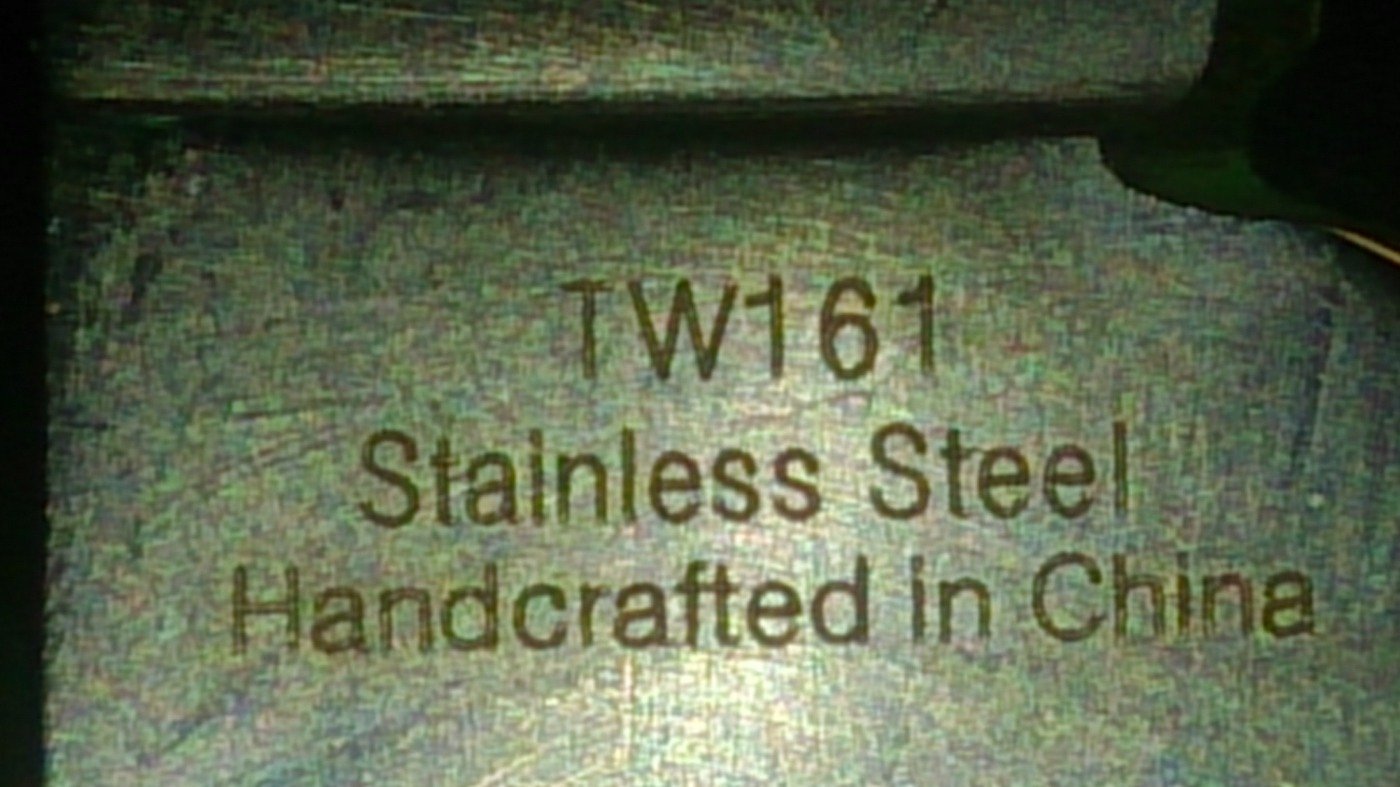 TW161
Stainless Steel
Handcrafted in China